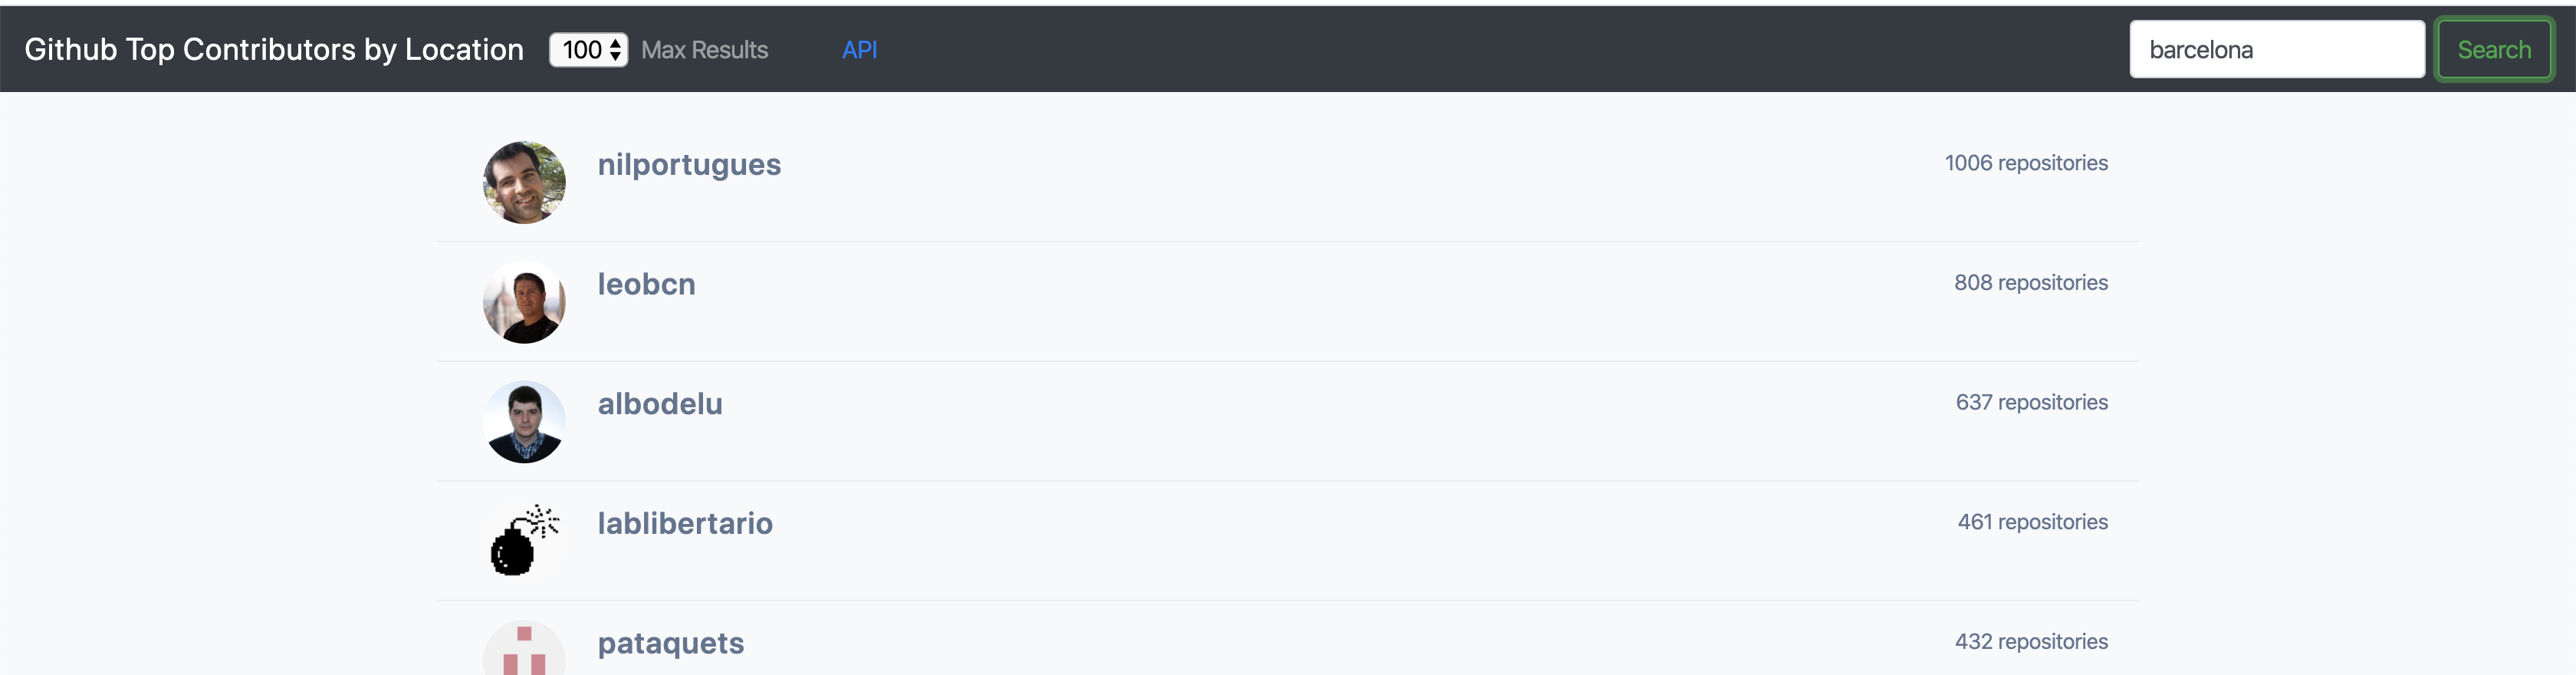 Github Top Contributors by Location 100 Max Results API barcelona Search
nilportugues 1006 repositories
leobcn 808 repositories
albodelu 637 repositories
lablibertario 461 repositories
pataquets 432 repositories